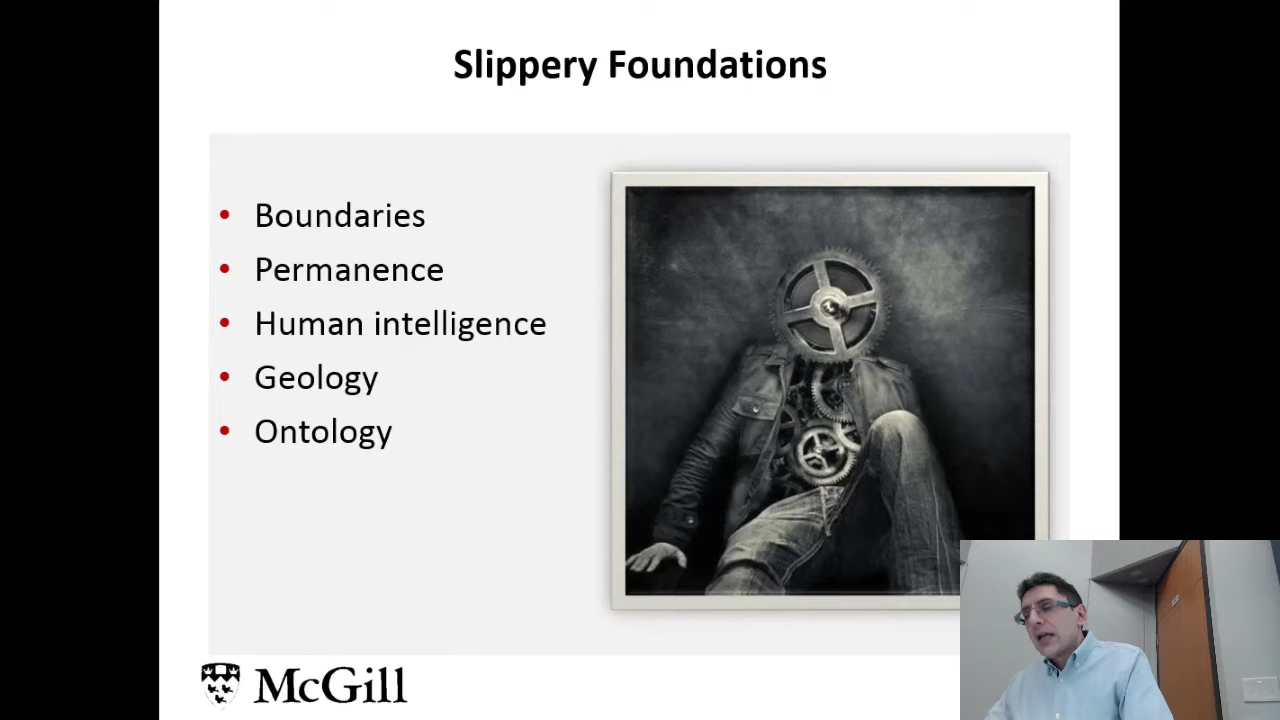 Slippery Foundations
• Boundaries
• Permanence
• Human intelligence
• Geology
• Ontology
McGill